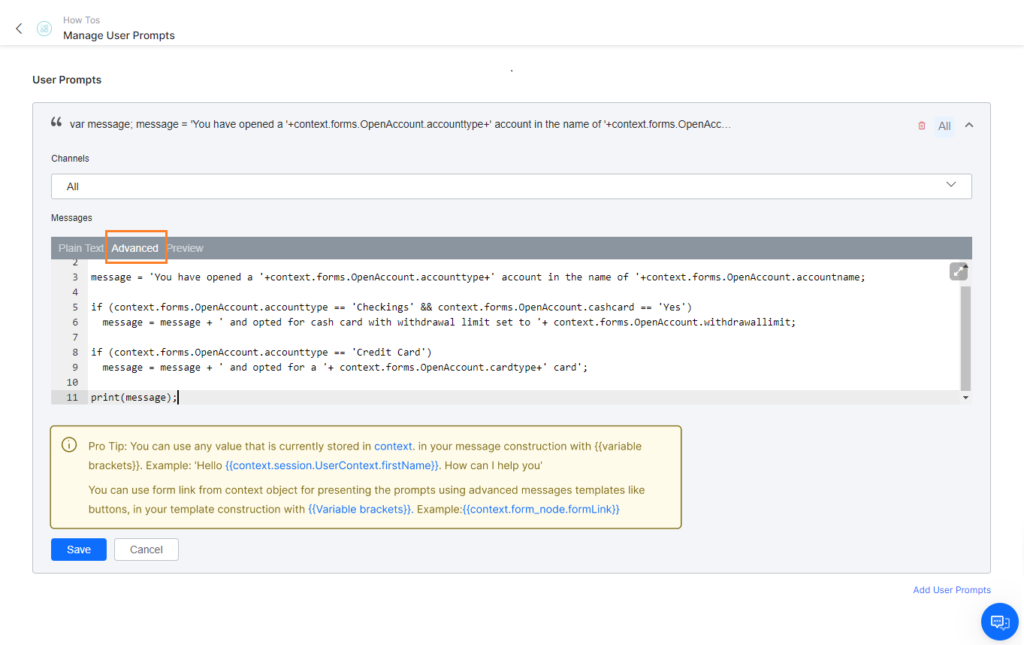 How Tos
Manage User Prompts
User Prompts
“ var message; message = 'You have opened a '+context.forms.OpenAccount.accounttype+' account in the name of '+context.forms.OpenAcc… All
Channels
All
Messages
Plain Text Advanced Preview
2
3 message = 'You have opened a '+context.forms.OpenAccount.accounttype+' account in the name of '+context.forms.OpenAccount.accountname;
4
5 if (context.forms.OpenAccount.accounttype == 'Checkings' && context.forms.OpenAccount.cashcard == 'Yes')
6 message = message + ' and opted for cash card with withdrawal limit set to '+ context.forms.OpenAccount.withdrawallimit;
7
8 if (context.forms.OpenAccount.accounttype == 'Credit Card')
9 message = message + ' and opted for a '+ context.forms.OpenAccount.cardtype+' card';
10
11 print(message);
Pro Tip: You can use any value that is currently stored in context. in your message construction with {{variable
brackets}}. Example: 'Hello {{context.session.UserContext.firstName}}. How can I help you'
You can use form link from context object for presenting the prompts using advanced messages templates like
buttons, in your template construction with {{Variable brackets}}. Example:{{context.form_node.formLink}}
Save Cancel
Add User Prompts